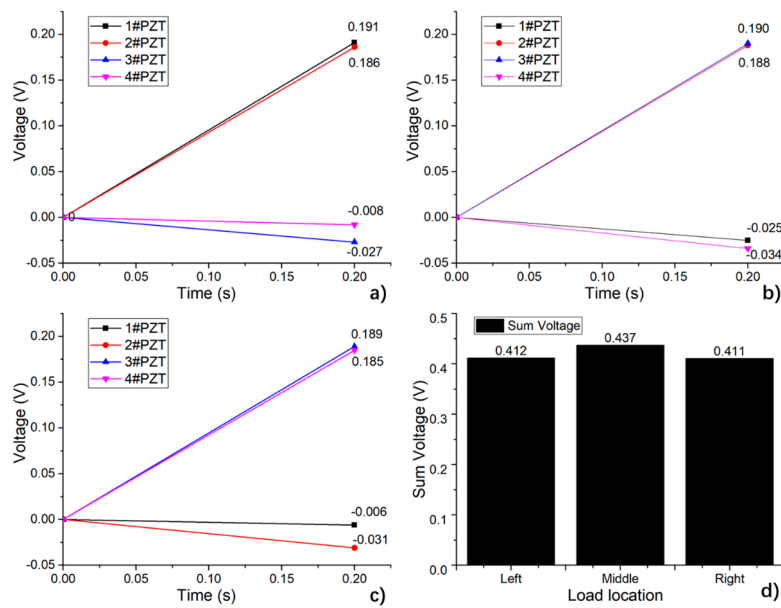 0.191
0.20
1#PZT
2#PZT
3#PZT
4#PZT
0.186
0.15
0.10
0.05
0.00
0
-0.008
-0.027
-0.05
Voltage (V)
0.00 0.05 0.10 0.15 0.20
Time (s)
a)
0.190
0.20
1#PZT
2#PZT
3#PZT
4#PZT
0.188
0.15
0.10
0.05
0.00
-0.025
-0.034
-0.05
Voltage (V)
0.00 0.05 0.10 0.15 0.20
Time (s)
b)
0.189
0.20
1#PZT
2#PZT
3#PZT
4#PZT
0.185
0.15
0.10
0.05
0.00
-0.006
-0.031
-0.05
Voltage (V)
0.00 0.05 0.10 0.15 0.20
Time (s)
c)
0.5
Sum Voltage
0.412
0.437
0.411
0.4
0.3
0.2
0.1
0.0
Sum Voltage (V)
Left Middle Right
Load location
d)